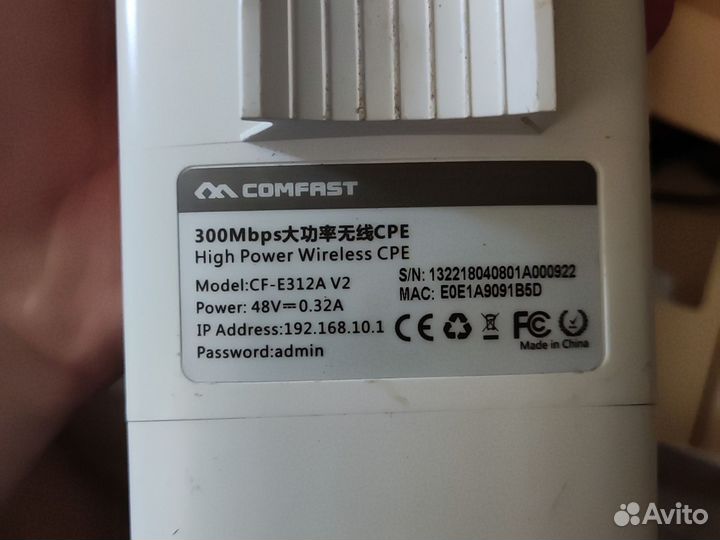 COMFAST
300Mbps大功率无线CPE
High Power Wireless CPE
Model:CF-E312A V2
Power: 48V⎓0.32A
IP Address:192.168.10.1
Password:admin
S/N: 132218040801A000922
MAC: E0E1A9091B5D
CE
FC
Made in China
Avito